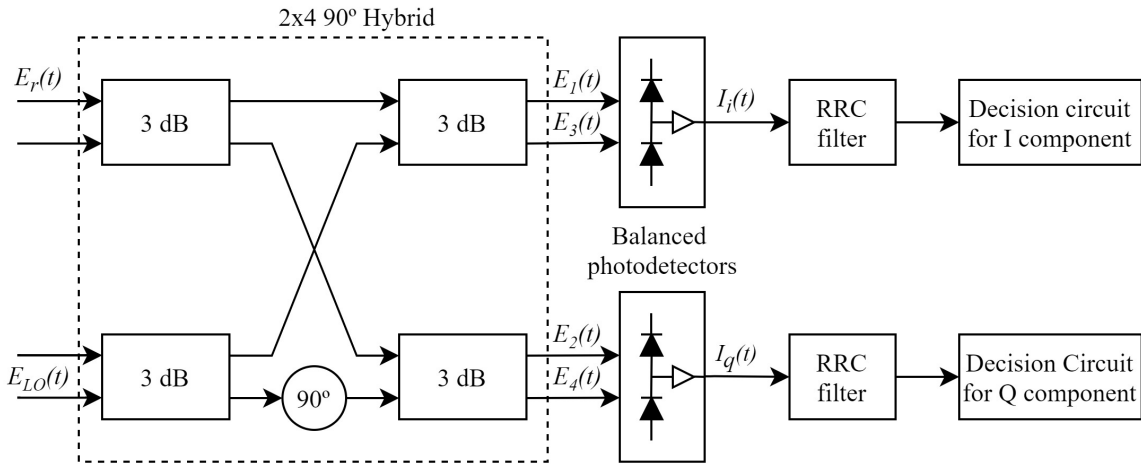 2x4 90º Hybrid
E_r(t)
3 dB
3 dB
E_1(t)
E_3(t)
I_i(t)
RRC
filter
Decision circuit
for I component
Balanced
photodetectors
E_LO(t)
3 dB
90º
3 dB
E_2(t)
E_4(t)
I_q(t)
RRC
filter
Decision Circuit
for Q component